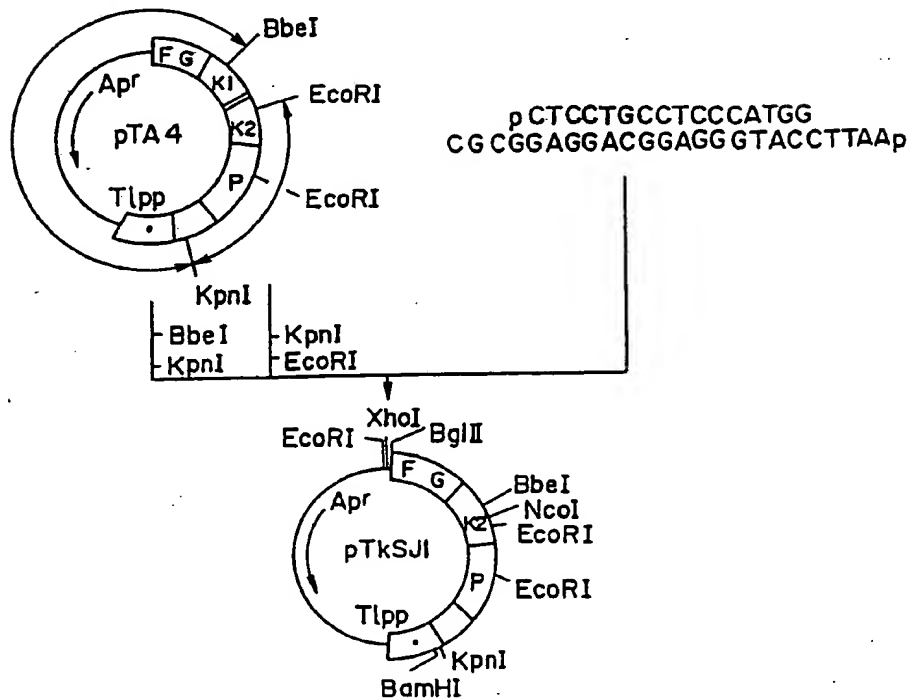 BbeI
F G
K1
Apr
EcoRI
K2
pTA4
P
EcoRI
Tlpp
KpnI
pCTCCTGCCTCCCATGG
CGCGGAGGACGGAGGGTACCTTAAp
BbeI
KpnI
KpnI
EcoRI
XhoI
EcoRI
BglII
F G
BbeI
Apr
NcoI
K2
EcoRI
pTkSJ1
P
EcoRI
Tlpp
KpnI
BamHI